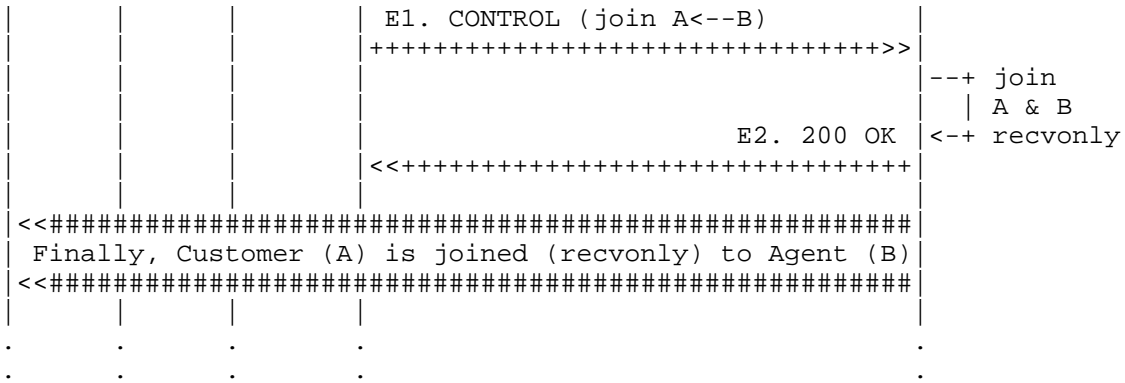 |      |      |       | E1. CONTROL (join A<--B)         |
|      |      |       |++++++++++++++++++++++++++++++++>>|
|      |      |       |                                  |--+ join
|      |      |       |                                  |  | A & B
|      |      |       |                       E2. 200 OK |<-+ recvonly
|      |      |       |<<++++++++++++++++++++++++++++++++|
|      |      |       |                                  |
|<<######################################################|
| Finally, Customer (A) is joined (recvonly) to Agent (B)|
|<<######################################################|
|      |      |       |                                  |
.      .      .       .                                  .
.      .      .       .                                  .